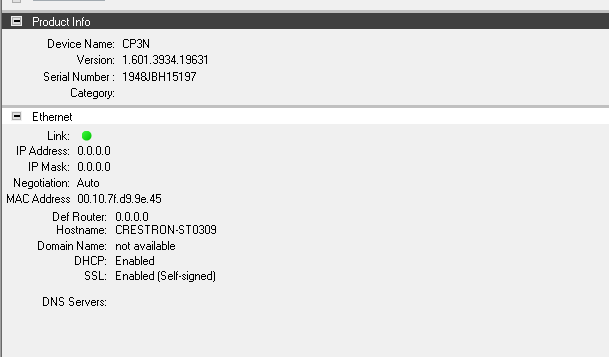 Product Info
Device Name: CP3N
Version: 1.601.3934.19631
Serial Number : 1948JBH15197
Category:
Ethernet
Link:
IP Address: 0.0.0.0
IP Mask: 0.0.0.0
Negotiation: Auto
MAC Address 00.10.7f.d9.9e.45
Def Router: 0.0.0.0
Hostname: CRESTRON-ST0309
Domain Name: not available
DHCP: Enabled
SSL: Enabled (Self-signed)
DNS Servers: